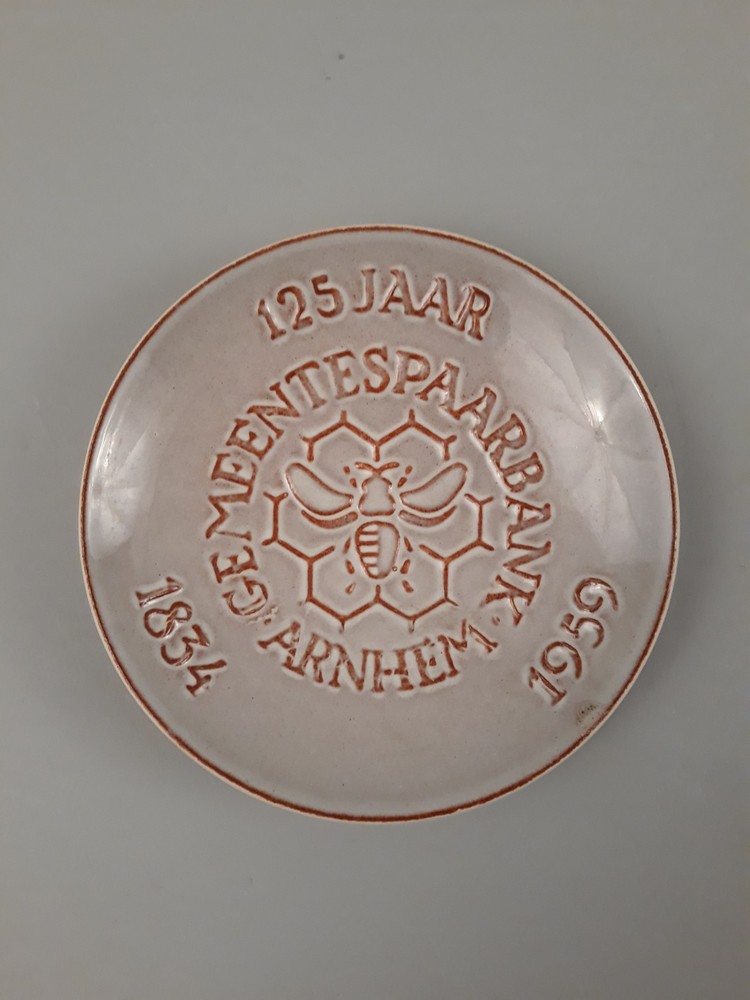 125 JAAR
GEMEENTESPAARBANK · ARNHEM ·
1834
1959